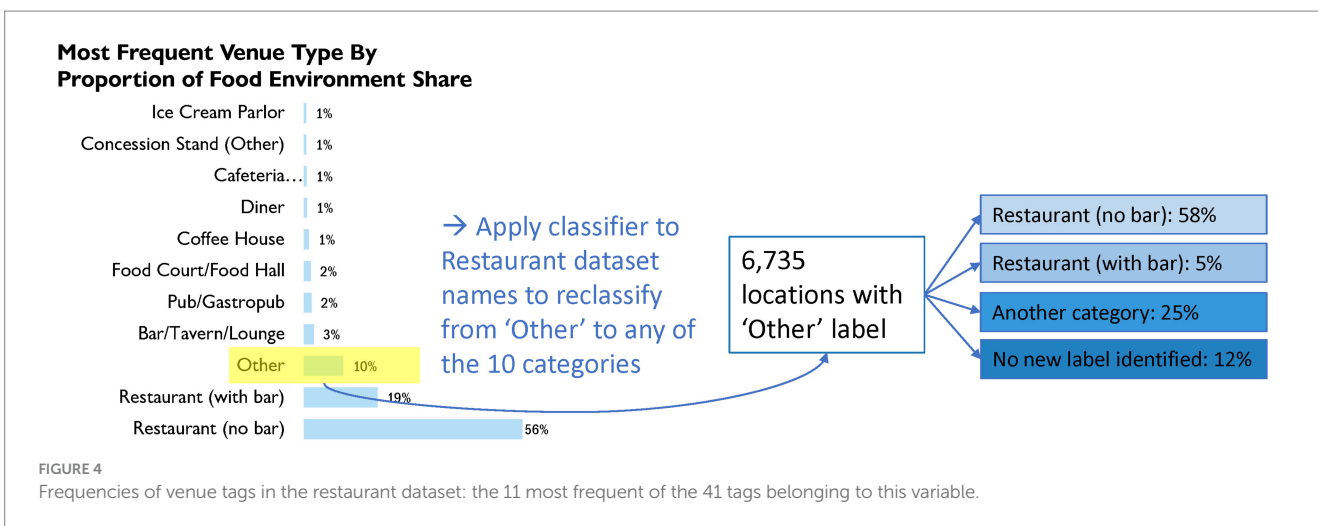 Most Frequent Venue Type By
Proportion of Food Environment Share
Ice Cream Parlor 1%
Concession Stand (Other) 1%
Cafeteria... 1%
Diner 1%
Coffee House 1%
Food Court/Food Hall 2%
Pub/Gastropub 2%
Bar/Tavern/Lounge 3%
Other 10%
Restaurant (with bar) 19%
Restaurant (no bar) 56%
→ Apply classifier to
Restaurant dataset
names to reclassify
from ‘Other’ to any of
the 10 categories
6,735
locations with
‘Other’ label
Restaurant (no bar): 58%
Restaurant (with bar): 5%
Another category: 25%
No new label identified: 12%
FIGURE 4
Frequencies of venue tags in the restaurant dataset: the 11 most frequent of the 41 tags belonging to this variable.